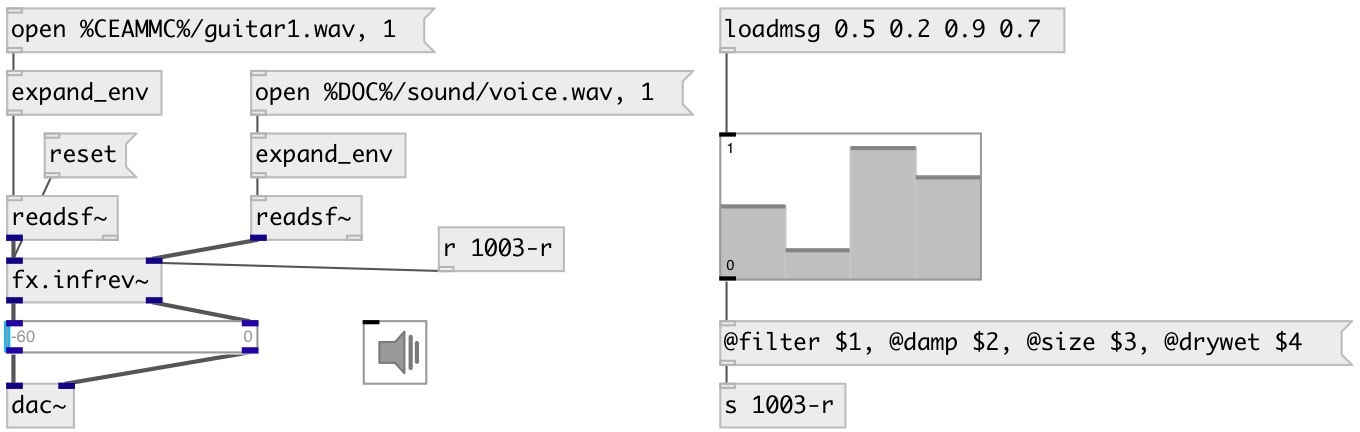 open %CEAMMC%/guitar1.wav, 1
expand_env
open %DOC%/sound/voice.wav, 1
reset
expand_env
readsf~
readsf~
r 1003-r
fx.infrev~
-60
0
dac~
loadmsg 0.5 0.2 0.9 0.7
1
0
@filter $1, @damp $2, @size $3, @drywet $4
s 1003-r